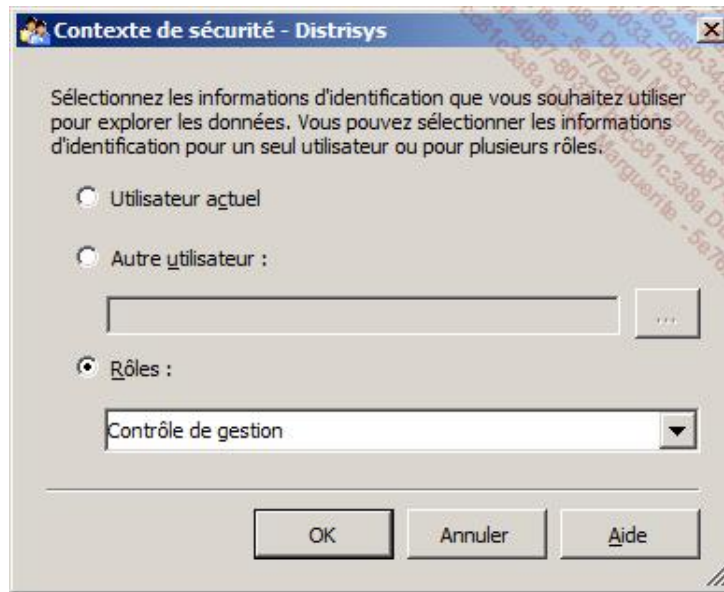 Contexte de sécurité - Distrisys
Sélectionnez les informations d'identification que vous souhaitez utiliser
pour explorer les données. Vous pouvez sélectionner les informations
d'identification pour un seul utilisateur ou pour plusieurs rôles.
Utilisateur actuel
Autre utilisateur :
...
Rôles :
Contrôle de gestion
OK
Annuler
Aide